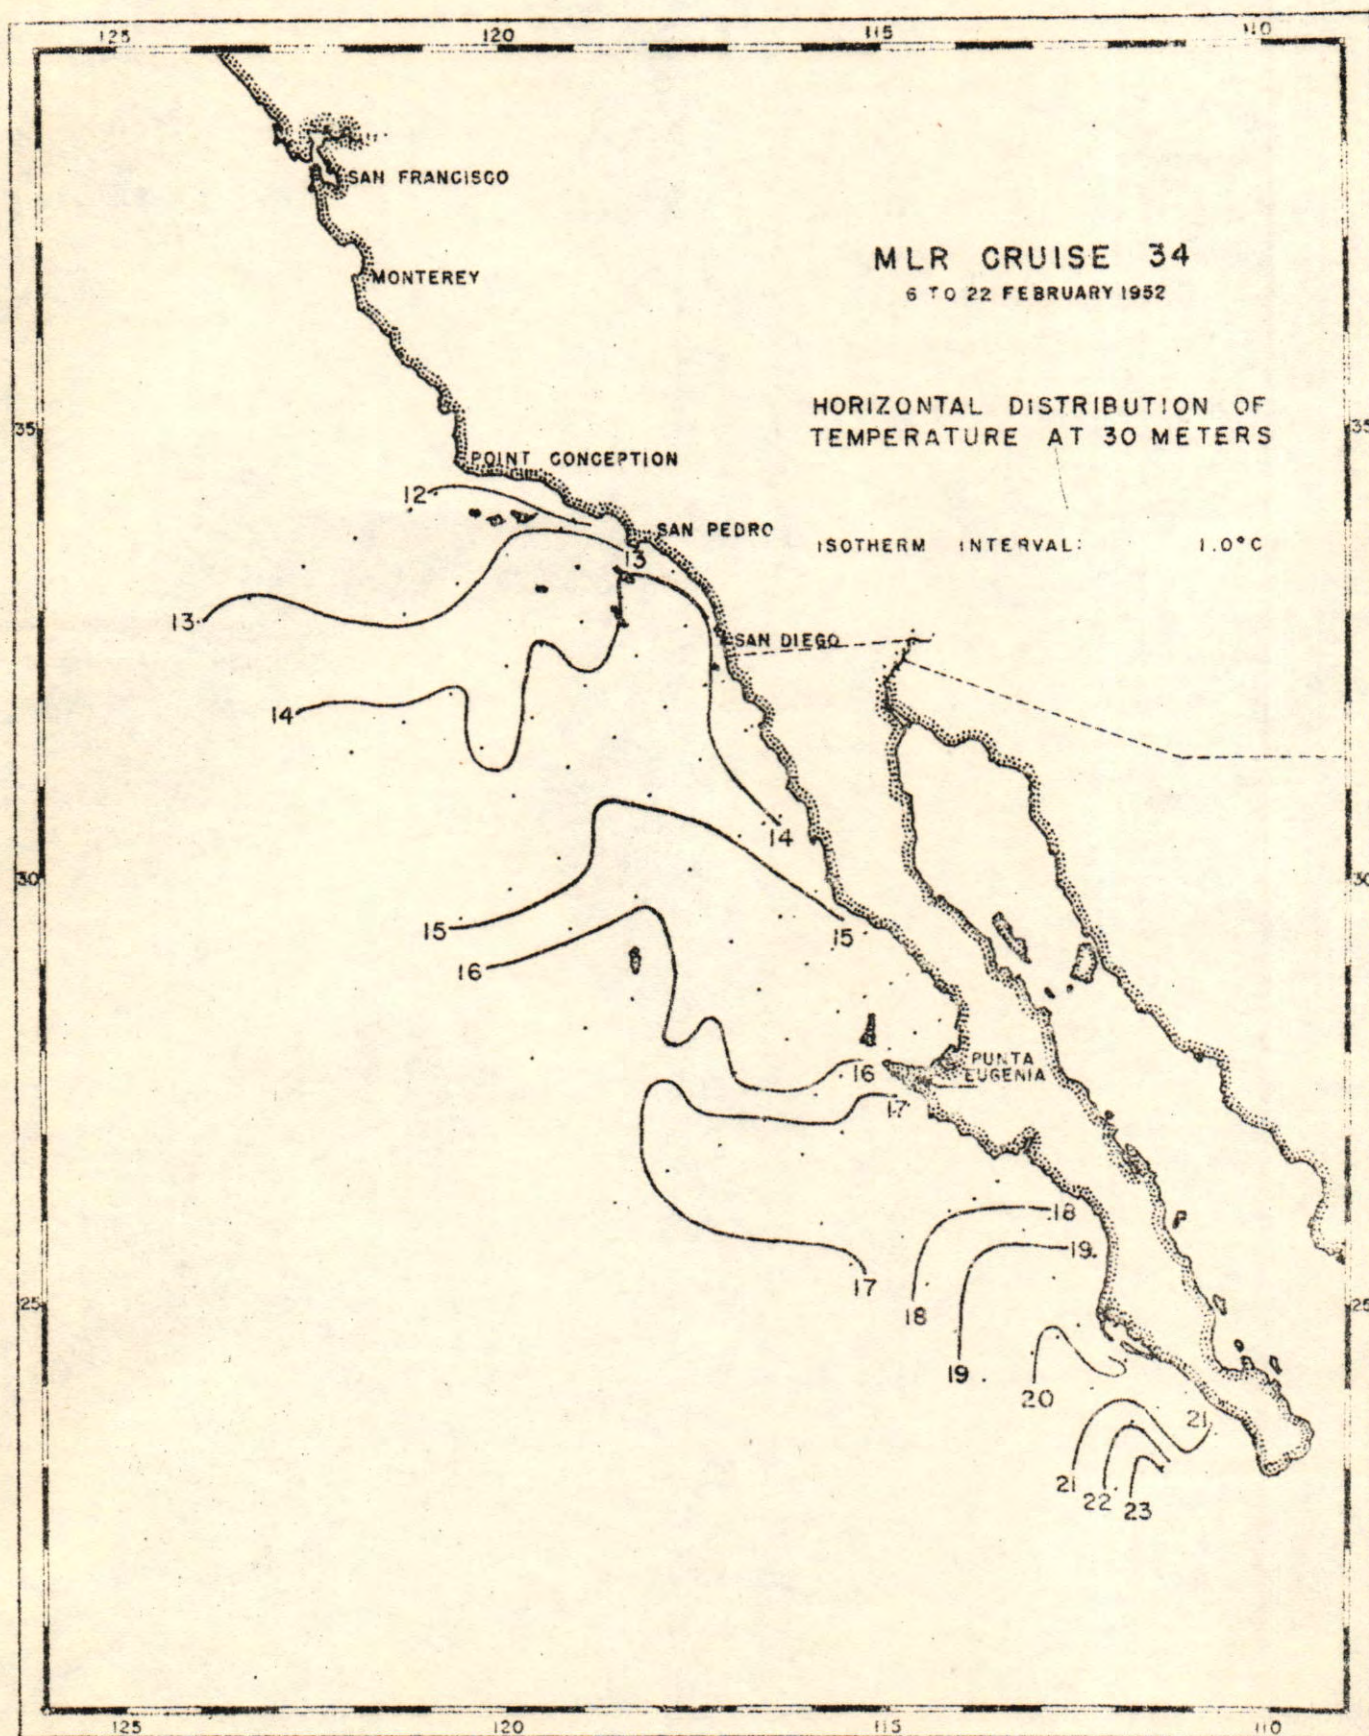 125 120 115 110
SAN FRANCISCO
MLR CRUISE 34
MONTEREY
6 TO 22 FEBRUARY 1952
HORIZONTAL DISTRIBUTION OF
35 35
TEMPERATURE AT 30 METERS
POINT CONCEPTION
12
SAN PEDRO
ISOTHERM INTERVAL: 1.0°C
13
13
SAN DIEGO
14
14
30 30
15 15
16
PUNTA
16 EUGENIA
17
18
19
17 25 25
18
19
20
21
21
22
23
125 120 115 110